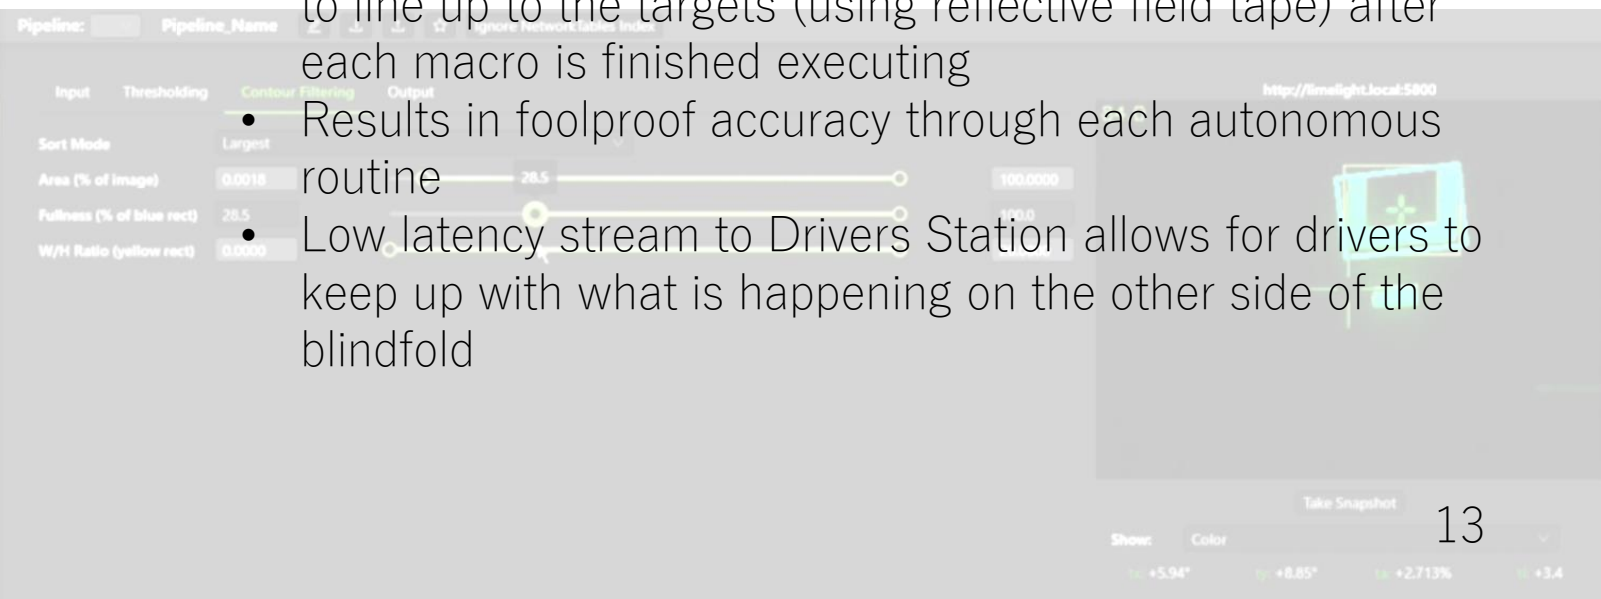 to line up to the targets (using reflective field tape) after
Pipeline: Pipeline_Name Ignore NetworkTables Index
each macro is finished executing
Input Thresholding Contour Filtering Output http://limelight.local:5800
• Results in foolproof accuracy through each autonomous
Sort Mode Largest
routine
Area (% of image) 0.0018 28.5 100.0000
Fullness (% of blue rect) 28.5 100.0
• Low latency stream to Drivers Station allows for drivers to
W/H Ratio (yellow rect) 0.0000
keep up with what is happening on the other side of the
blindfold
Take Snapshot
13
Show: Color
tx: +5.94° ty: +8.85° ta: +2.713% +3.4